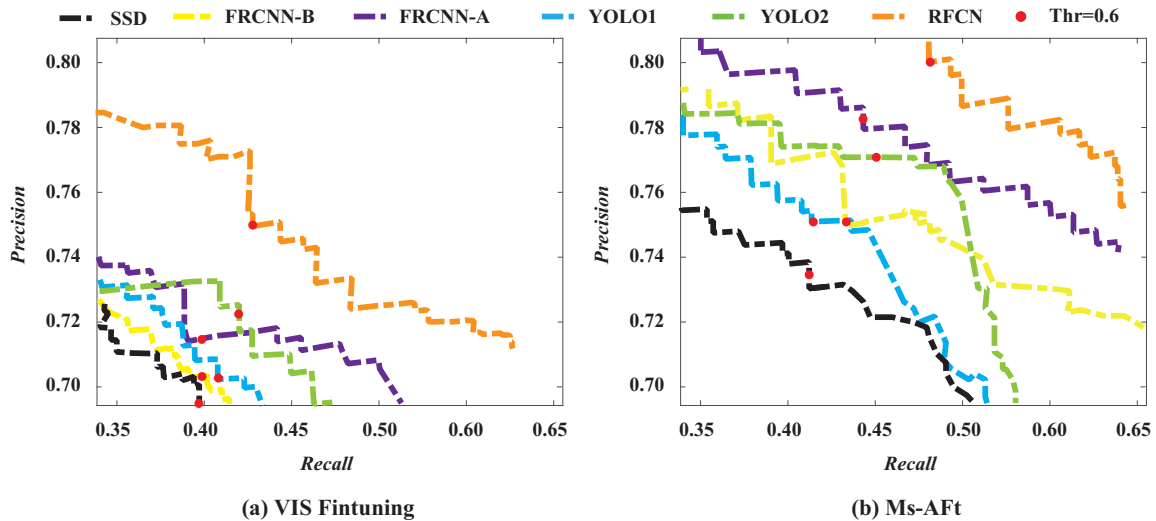 SSD FRCNN-B FRCNN-A YOLO1 YOLO2 RFCN Thr=0.6
0.80
0.78
0.76
0.74
0.72
0.70
Precision
0.35 0.40 0.45 0.50 0.60 0.65
Recall
(a) VIS Fintuning
0.80
0.78
0.76
0.74
0.72
0.70
Precision
0.35 0.40 0.45 0.50 0.60 0.65
Recall
(b) Ms-AFt